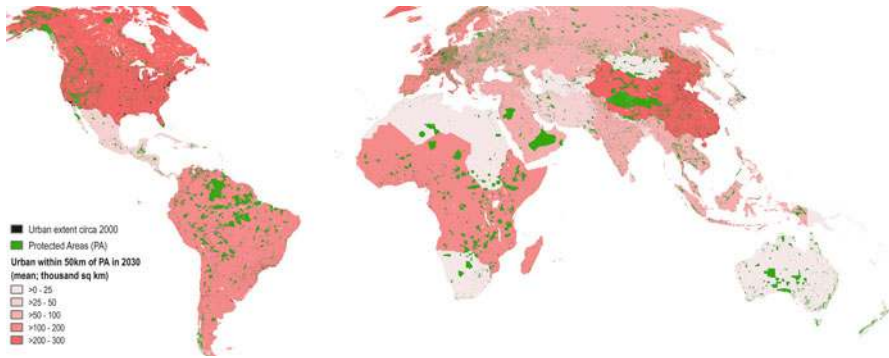 Urban extent circa 2000
Protected Areas (PA)
Urban within 50km of PA in 2030
(mean; thousand sq km)
>0 - 25
>25 - 50
>50 - 100
>100 - 200
>200 - 300